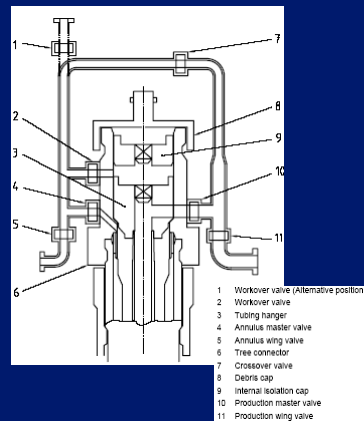 1
2
3
4
5
6
7
8
9
10
11
1 Workover valve (Alternative position
2 Workover valve
3 Tubing hanger
4 Annulus master valve
5 Annulus wing valve
6 Tree connector
7 Crossover valve
8 Debris cap
9 Internal isolation cap
10 Production master valve
11 Production wing valve